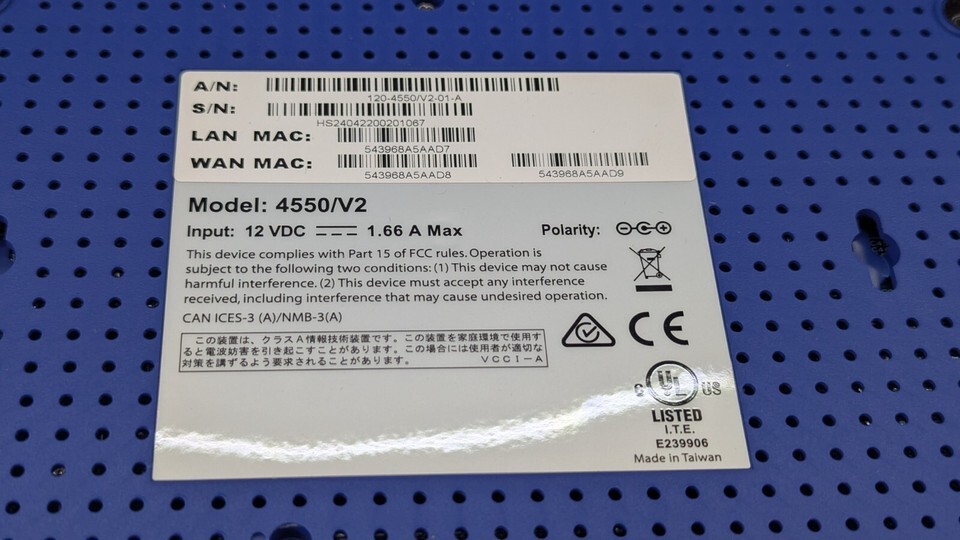 A/N:
120-4550/V2-01-A
S/N:
HS24042200201067
LAN MAC:
543968A5AAD7
WAN MAC:
543968A5AAD8 543968A5AAD9
Model: 4550/V2
Input: 12 VDC 1.66 A Max Polarity:
This device complies with Part 15 of FCC rules. Operation is
subject to the following two conditions: (1) This device may not cause
harmful interference. (2) This device must accept any interference
received, including interference that may cause undesired operation.
CAN ICES-3 (A)/NMB-3(A)
この装置は、クラスA情報技術装置です。この装置を家庭環境で使用す
ると電波妨害を引き起こすことがあります。この場合には使用者が適切な
対策を講ずるよう要求されることがあります。 VCCI-A
CE
C UL US
LISTED
I.T.E.
E239906
Made in Taiwan